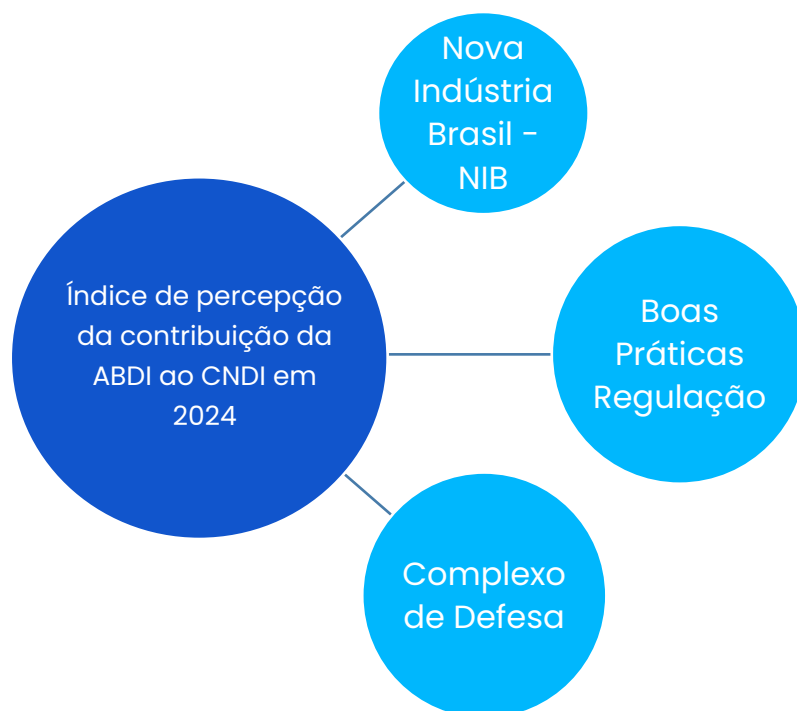 Nova
Indústria
Brasil -
NIB
Índice de percepção
da contribuição da
ABDI ao CNDI em
2024
Boas
Práticas
Regulação
Complexo
de Defesa